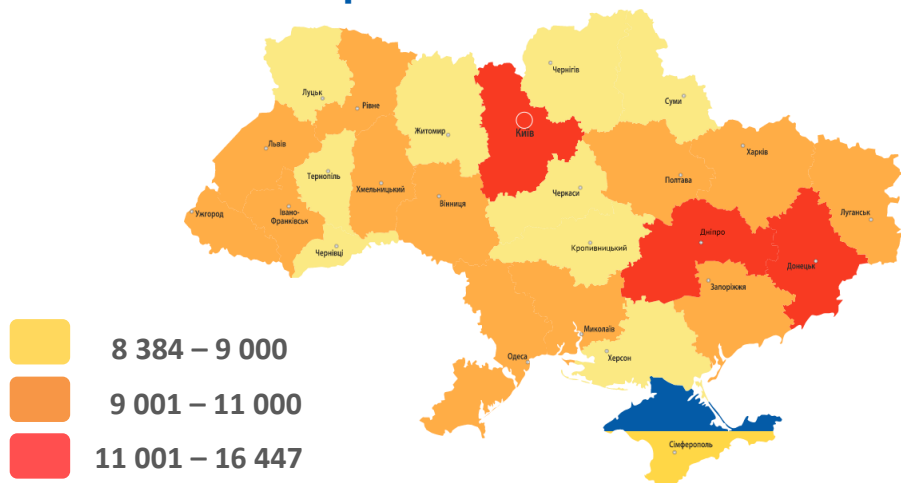 Чернігів
Луцьк
Рівне
Суми
Житомир
Київ
Львів
Харків
Тернопіль
Хмельницький
Полтава
Черкаси
Вінниця
Ужгород
Івано-
Франківськ
Луганськ
Чернівці
Кропивницький
Дніпро
Донецьк
Запоріжжя
Миколаїв
Одеса
Херсон
Сімферополь
8 384 – 9 000
9 001 – 11 000
11 001 – 16 447